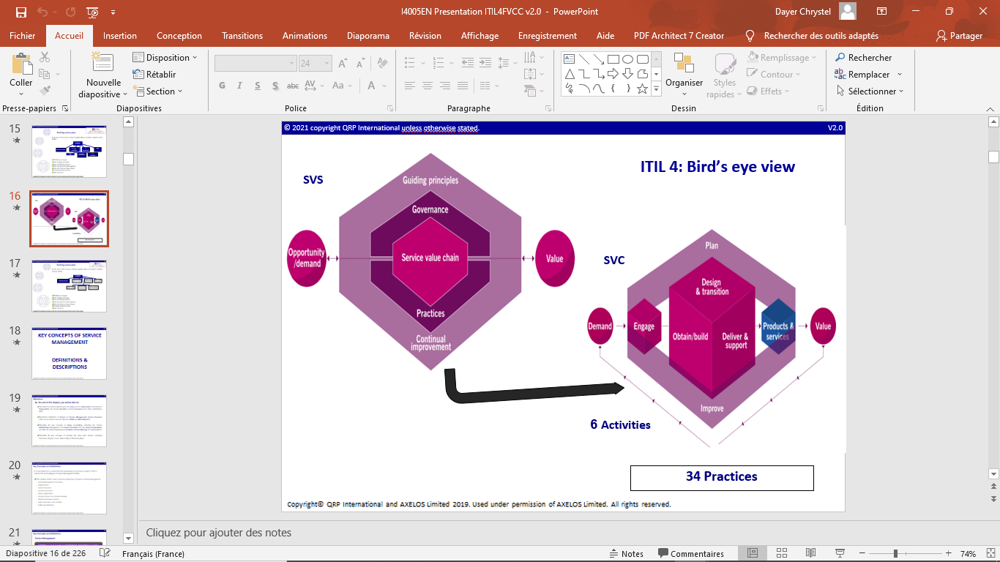 I4005EN Presentation ITIL4FVCC v2.0 - PowerPoint
Dayer Chrystel
Fichier
Accueil
Insertion
Conception
Transitions
Animations
Diaporama
Révision
Affichage
Enregistrement
Aide
PDF Architect 7 Creator
Rechercher des outils adaptés
Partager
Coller
Presse-papiers
Nouvelle
diapositive
Disposition
Rétablir
Section
Diapositives
24
G I S S abc AV Aa A
Police
Paragraphe
Organiser
Styles
rapides
Remplissage
Contour
Effets
Dessin
Rechercher
Remplacer
Sélectionner
Édition
15
16
17
18
KEY CONCEPTS OF SERVICE
MANAGEMENT
DEFINITIONS &
DESCRIPTIONS
19
20
21
© 2021 copyright QRP International unless otherwise stated.
V2.0
ITIL 4: Bird's eye view
SVS
Guiding principles
Governance
Opportunity
/demand
Service value chain
Value
Practices
Continual
improvement
SVC
Plan
Design
& transition
Demand
Engage
Obtain/build
Deliver &
support
Products &
services
Value
Improve
6 Activities
34 Practices
Copyright© QRP International and AXELOS Limited 2019. Used under permission of AXELOS Limited. All rights reserved.
Cliquez pour ajouter des notes
Diapositive 16 de 226
Français (France)
Notes
Commentaires
74%